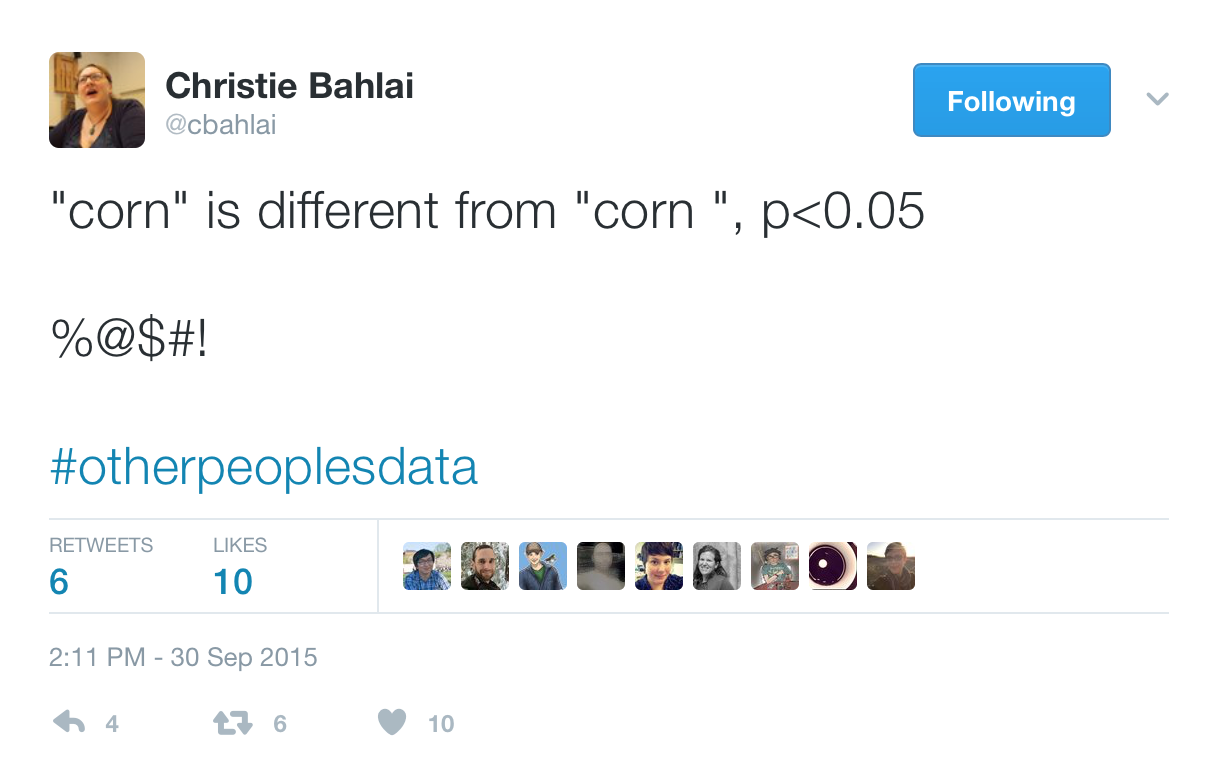 Christie Bahlai
@cbahlai
Following
"corn" is different from "corn ", p<0.05
%@$#!
#otherpeoplesdata
RETWEETS LIKES
6 10
2:11 PM - 30 Sep 2015
4 6 10